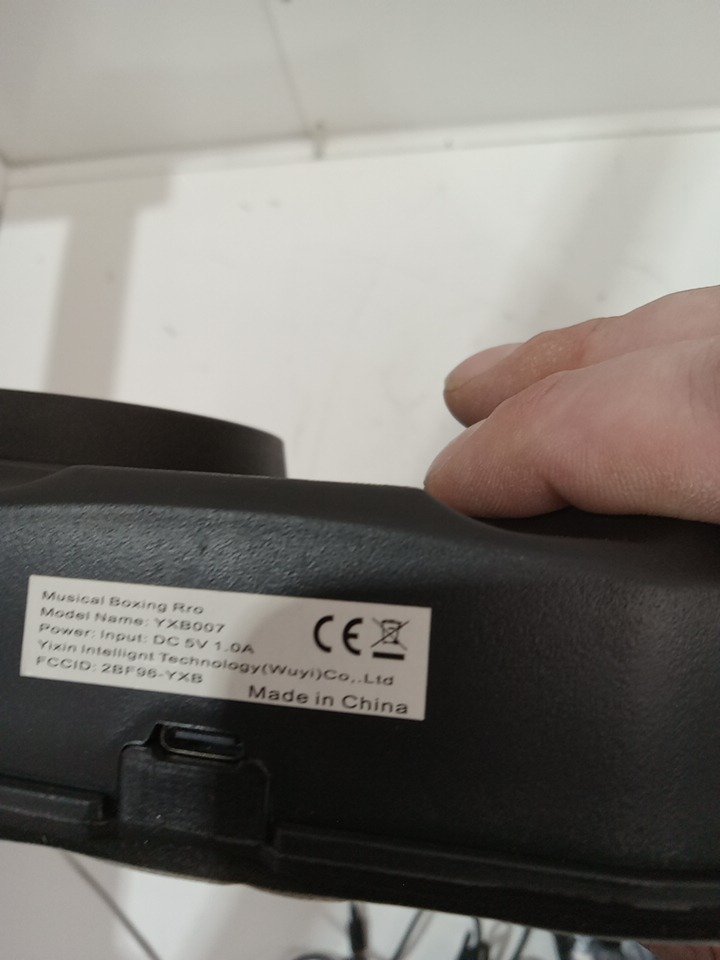 Musical Boxing Rro
Model Name: YXB007
Power: Input: DC 5V 1.0A
Yixin Intellignt Technology(Wuyi)Co,.Ltd
FCCID: 2BF96-YXB
CE
Made in China